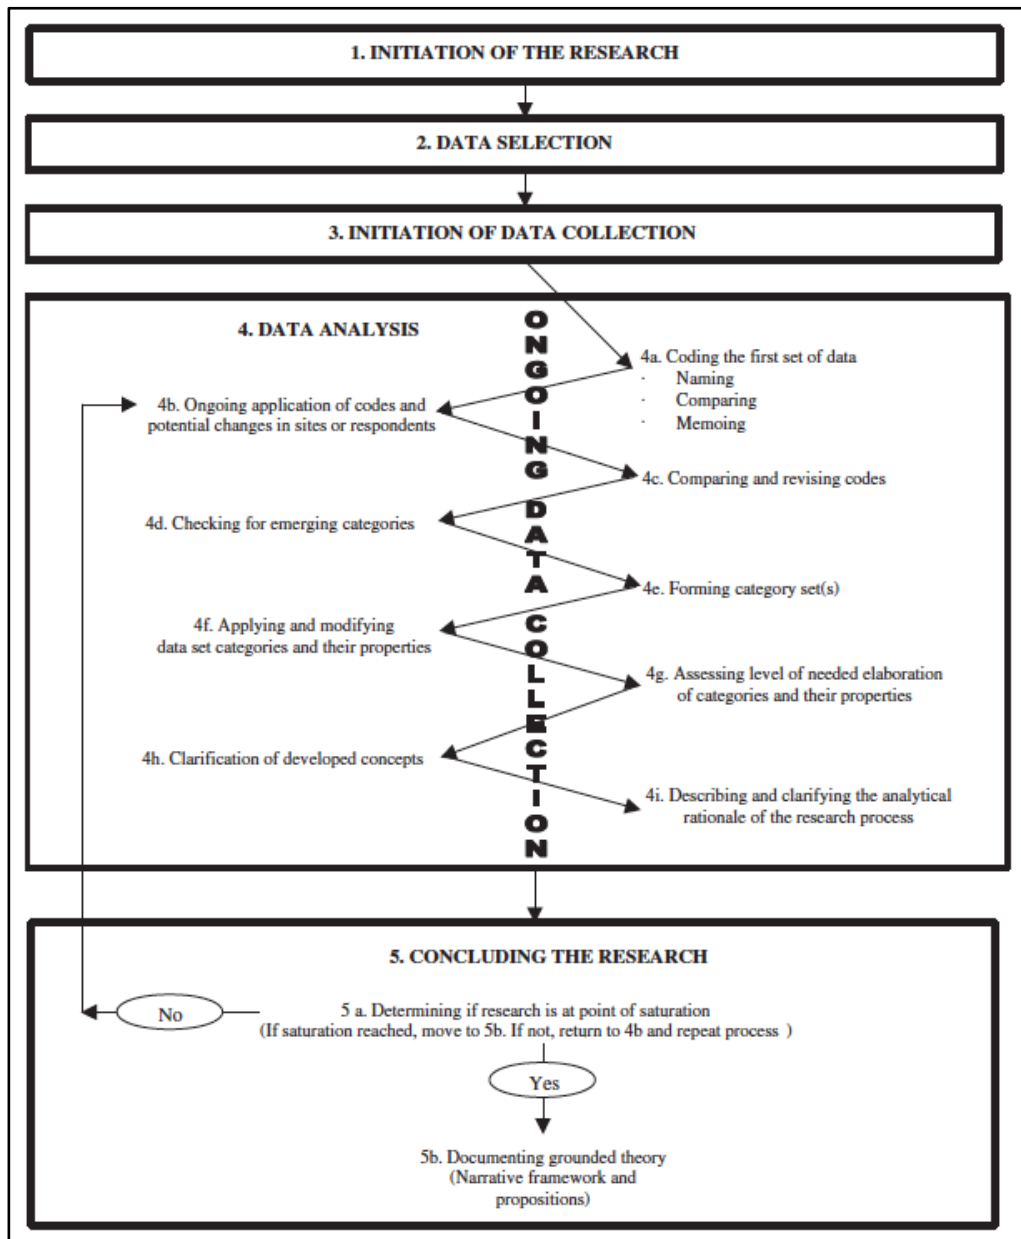 1. INITIATION OF THE RESEARCH
2. DATA SELECTION
3. INITIATION OF DATA COLLECTION
4. DATA ANALYSIS
ONGOING DATA COLLECTION
4a. Coding the first set of data
· Naming
· Comparing
· Memoing
4b. Ongoing application of codes and
potential changes in sites or respondents
4c. Comparing and revising codes
4d. Checking for emerging categories
4e. Forming category set(s)
4f. Applying and modifying
data set categories and their properties
4g. Assessing level of needed elaboration
of categories and their properties
4h. Clarification of developed concepts
4i. Describing and clarifying the analytical
rationale of the research process
5. CONCLUDING THE RESEARCH
5 a. Determining if research is at point of saturation
(If saturation reached, move to 5b. If not, return to 4b and repeat process )
No
Yes
5b. Documenting grounded theory
(Narrative framework and
propositions)